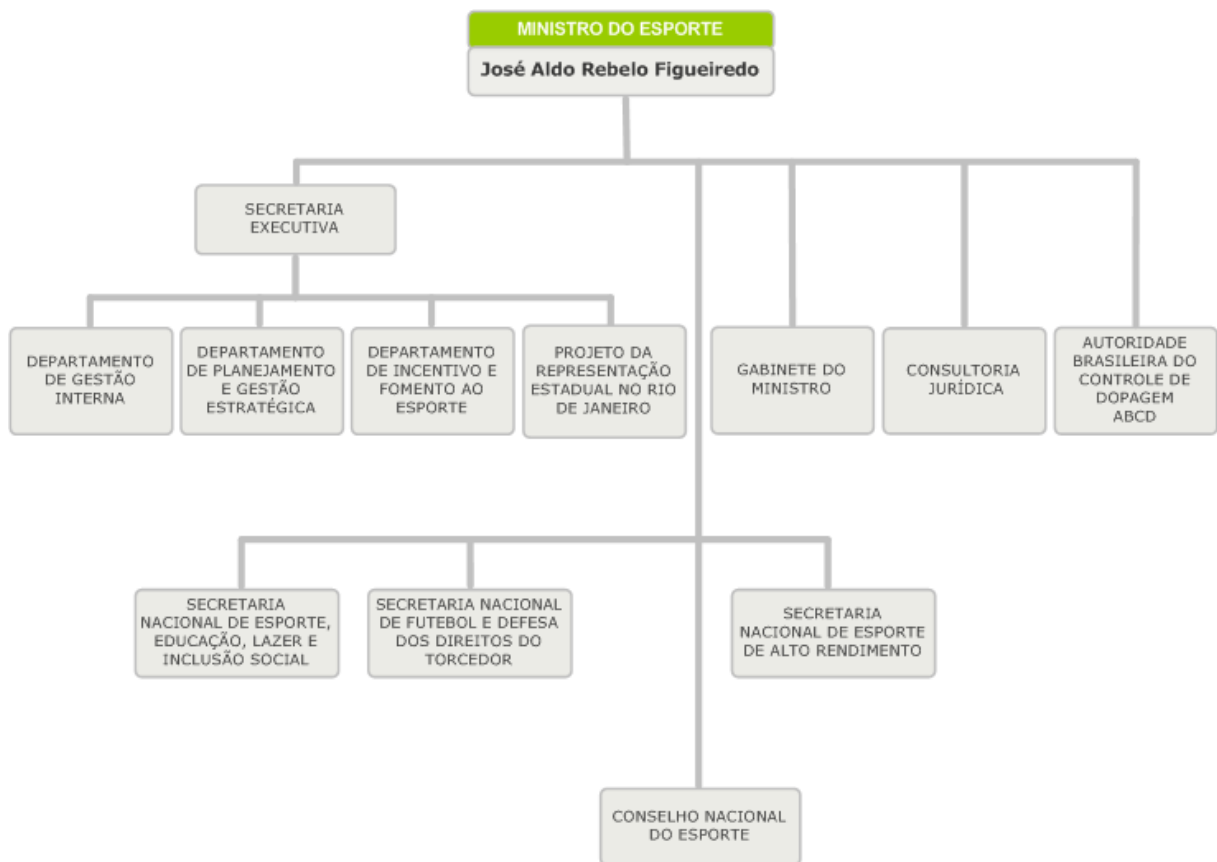 MINISTRO DO ESPORTE
José Aldo Rebelo Figueiredo
SECRETARIA
EXECUTIVA
DEPARTAMENTO
DE GESTÃO
INTERNA
DEPARTAMENTO
DE PLANEJAMENTO
E GESTÃO
ESTRATÉGICA
DEPARTAMENTO
DE INCENTIVO E
FOMENTO AO
ESPORTE
PROJETO DA
REPRESENTAÇÃO
ESTADUAL NO RIO
DE JANEIRO
GABINETE DO
MINISTRO
CONSULTORIA
JURÍDICA
AUTORIDADE
BRASILEIRA DO
CONTROLE DE
DOPAGEM
ABCD
SECRETARIA
NACIONAL DE ESPORTE,
EDUCAÇÃO, LAZER E
INCLUSÃO SOCIAL
SECRETARIA NACIONAL
DE FUTEBOL E DEFESA
DOS DIREITOS DO
TORCEDOR
SECRETARIA
NACIONAL DE ESPORTE
DE ALTO RENDIMENTO
CONSELHO NACIONAL
DO ESPORTE